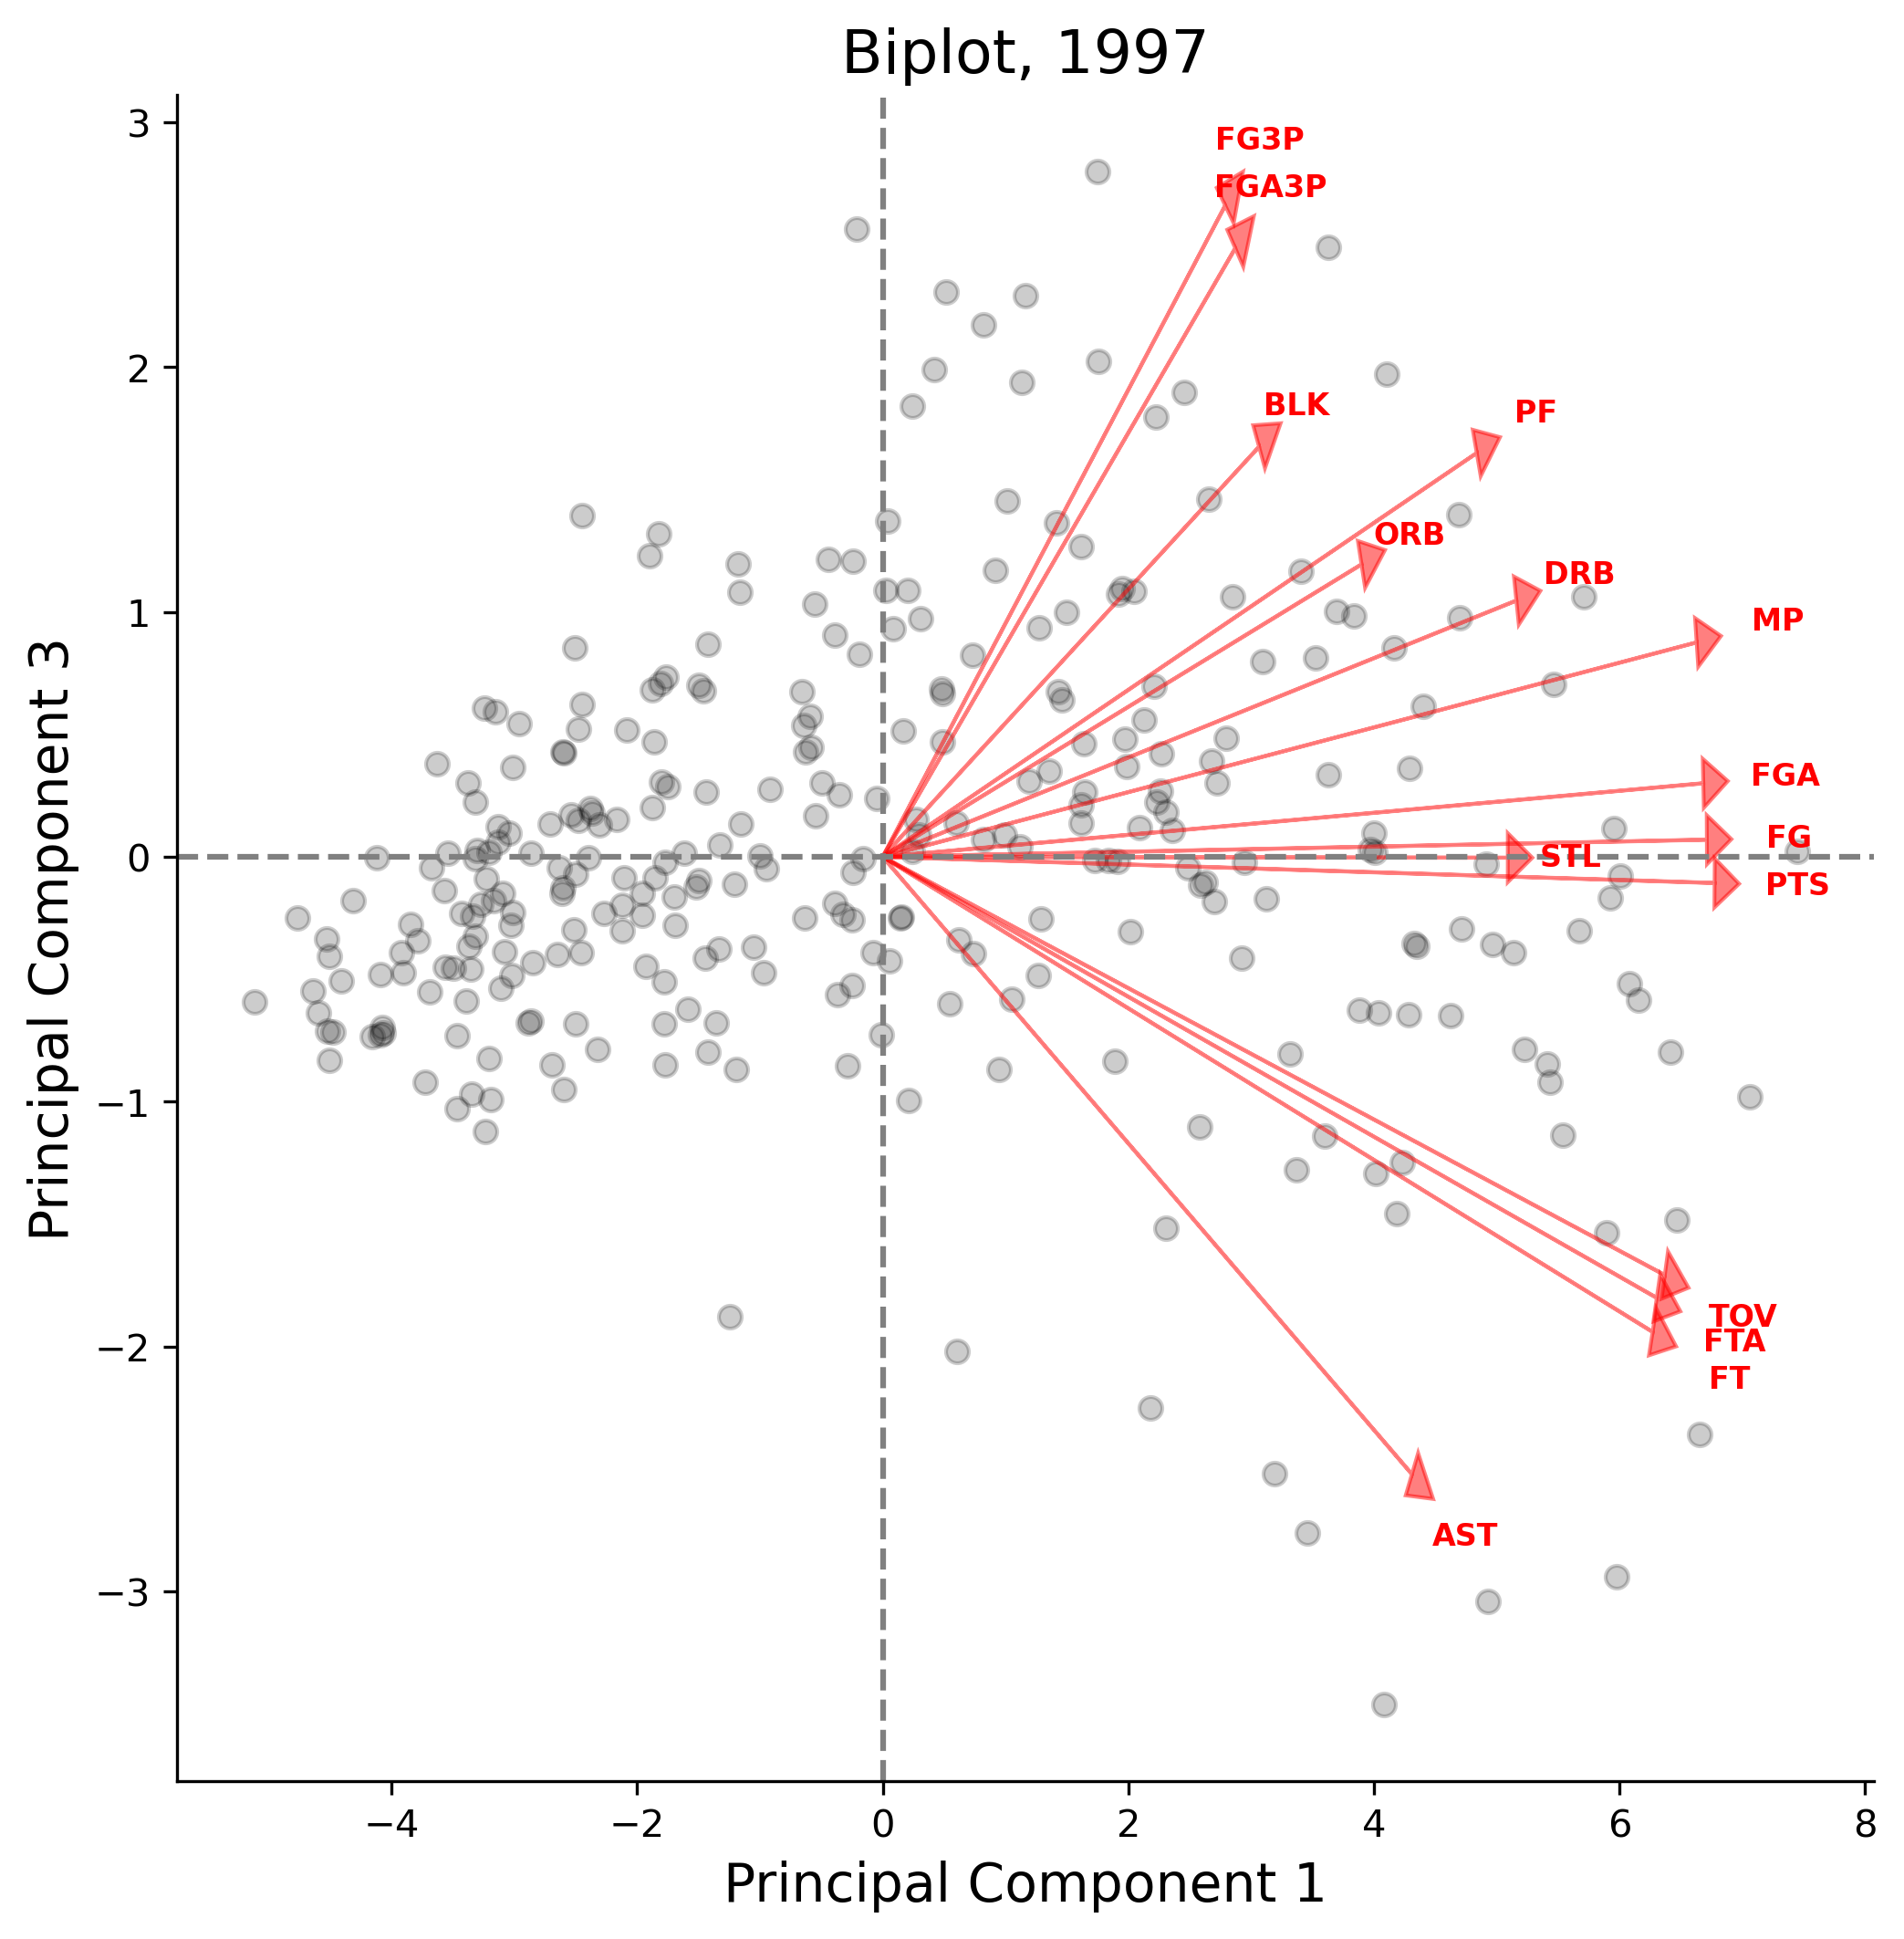 Biplot, 1997
3
2
1
0
−1
−2
−3
Principal Component 3
FG3P
FGA3P
BLK
PF
ORB
DRB
MP
FGA
FG
STL
PTS
TOV
FTA
FT
AST
−4
−2
0
2
4
6
8
Principal Component 1